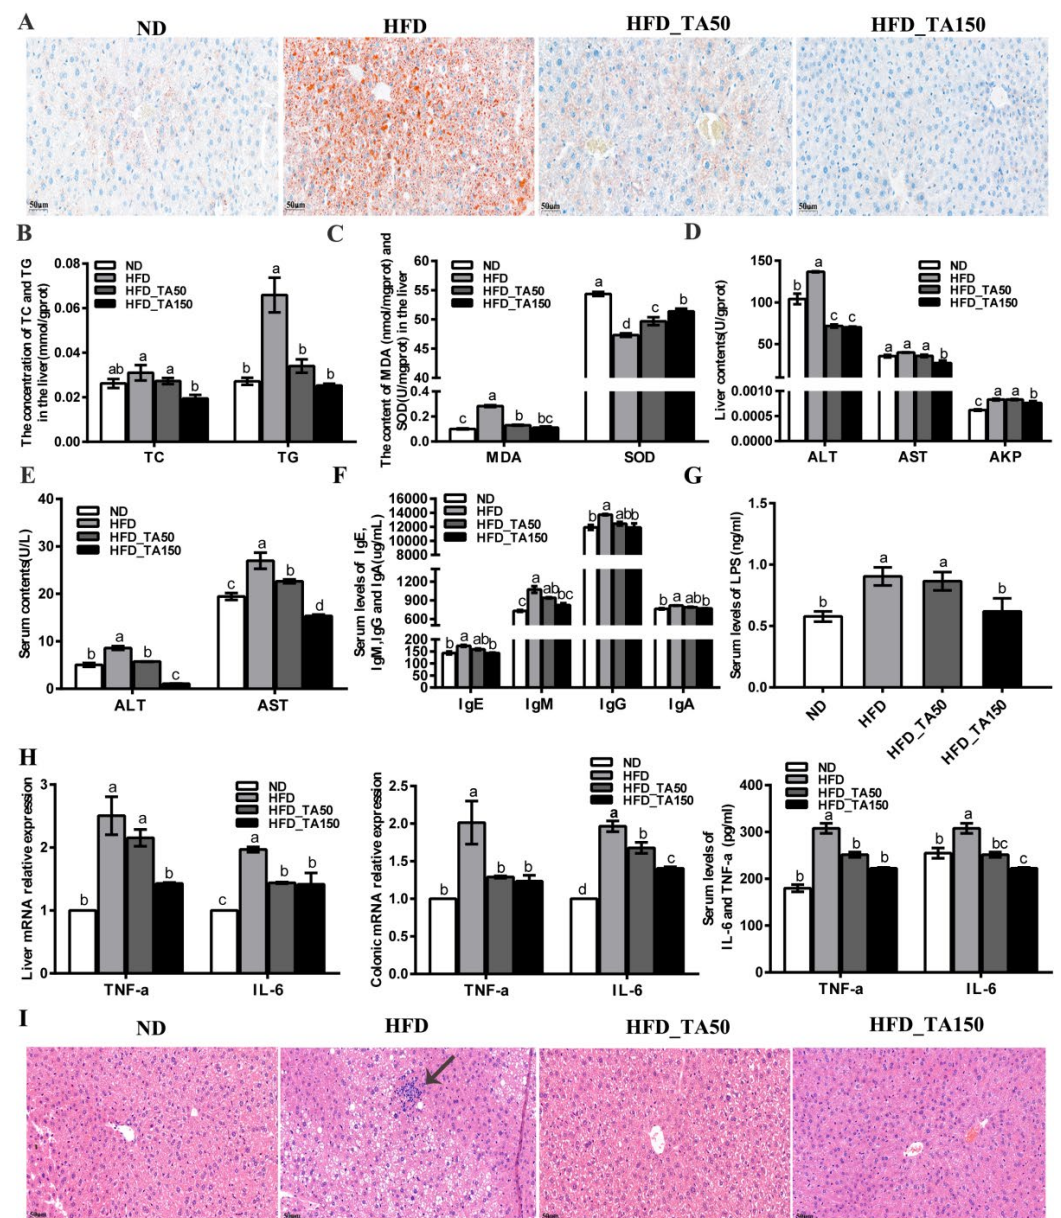 A
ND
HFD
HFD_TA50
HFD_TA150
50um
50um
50um
50um
B
The concentration of TC and TG
in the liver(mmol/gprot)
0.08
0.06
0.04
0.02
0.00
ND
HFD
HFD_TA50
HFD_TA150
ab a a b
b a b b
TC TG
C
The content of MDA (nmol/mgprot) and
SOD(U/mgprot) in the liver
60
55
50
45
40
0.4
0.2
0.0
ND
HFD
HFD_TA50
HFD_TA150
c a b bc
a d c b
MDA SOD
D
Liver contents(U/gprot)
150
100
50
0.0010
0.0005
0.0000
ND
HFD
HFD_TA50
HFD_TA150
b a c c
a a a b
c a a b
ALT AST AKP
E
Serum contents(U/L)
40
30
20
10
0
ND
HFD
HFD_TA50
HFD_TA150
b a b c
c a b d
ALT AST
F
Serum levels of IgE,
IgM,IgG and IgA(ug/mL)
16000
14000
12000
10000
8000
1200
900
600
200
150
100
50
0
ND
HFD
HFD_TA50
HFD_TA150
b a ab b
c a ab bc
b a ab b
b a ab b
IgE IgM IgG IgA
G
Serum levels of LPS (ng/ml)
1.5
1.0
0.5
0.0
b a a b
ND
HFD
HFD_TA50
HFD_TA150
H
Liver mRNA relative expression
3
2
1
0
ND
HFD
HFD_TA50
HFD_TA150
b a a b
c a b b
TNF-a IL-6
Colonic mRNA relative expression
2.5
2.0
1.5
1.0
0.5
0.0
ND
HFD
HFD_TA50
HFD_TA150
b a b b
d a b c
TNF-a IL-6
Serum levels of
IL-6 and TNF-a (pg/ml)
400
300
200
100
0
ND
HFD
HFD_TA50
HFD_TA150
b a b b
b a bc c
TNF-a IL-6
I
ND
HFD
HFD_TA50
HFD_TA150
50um
50um
50um
50um